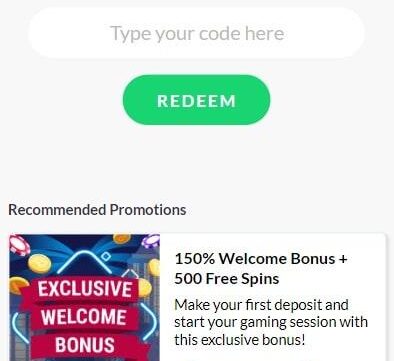 Type your code here
REDEEM
Recommended Promotions
EXCLUSIVE
WELCOME
BONUS
150% Welcome Bonus +
500 Free Spins
Make your first deposit and
start your gaming session with
this exclusive bonus!